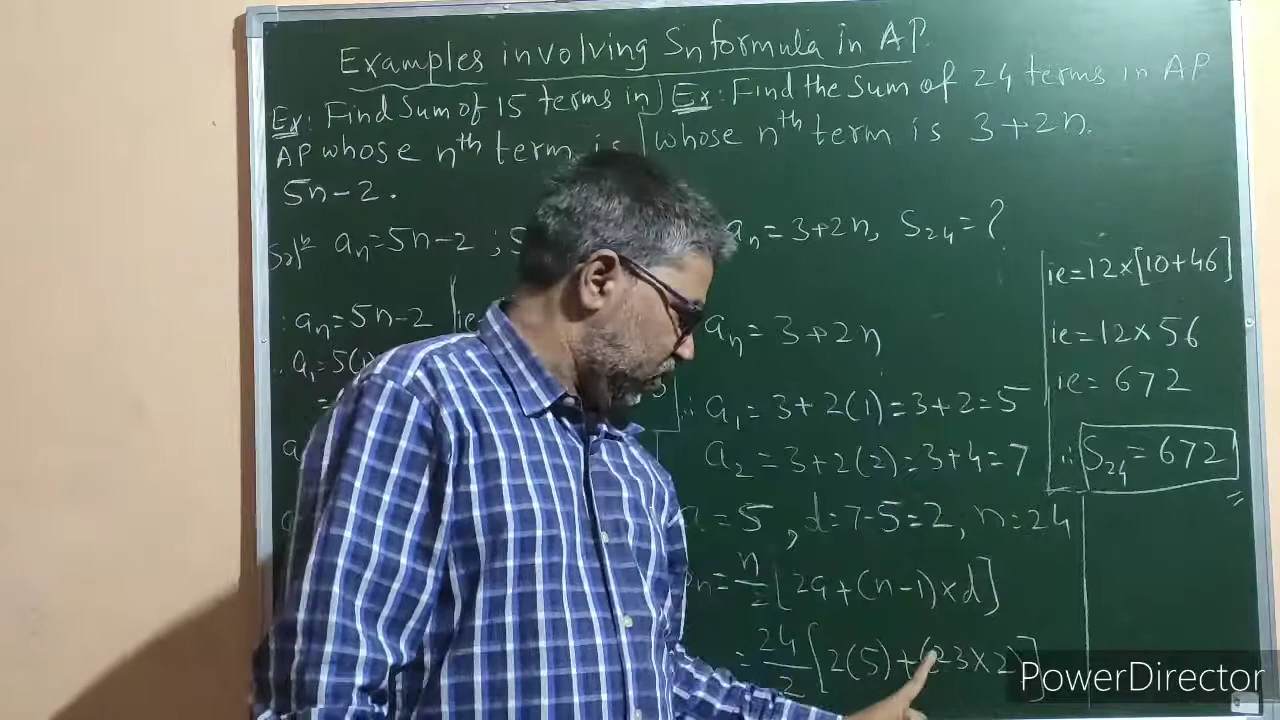 Examples involving Sn formula in AP.
Ex: Find Sum of 15 terms in
AP whose nth term is
5n-2.
Soln an=5n-2 ; S
∴ an=5n-2 | ie
∴ a1=5(
=
a
Ex: Find the sum of 24 terms in AP
whose nth term is 3+2n.
an=3+2n, S24=?
an=3+2n
∴ a1=3+2(1)=3+2=5
a2=3+2(2)=3+4=7
a=5, d=7-5=2, n=24
n/2[2a+(n-1)×d]
=24/2[2(5)+(23×2)]
ie=12×[10+46]
ie=12×56
ie=672
∴ S24=672
PowerDirector